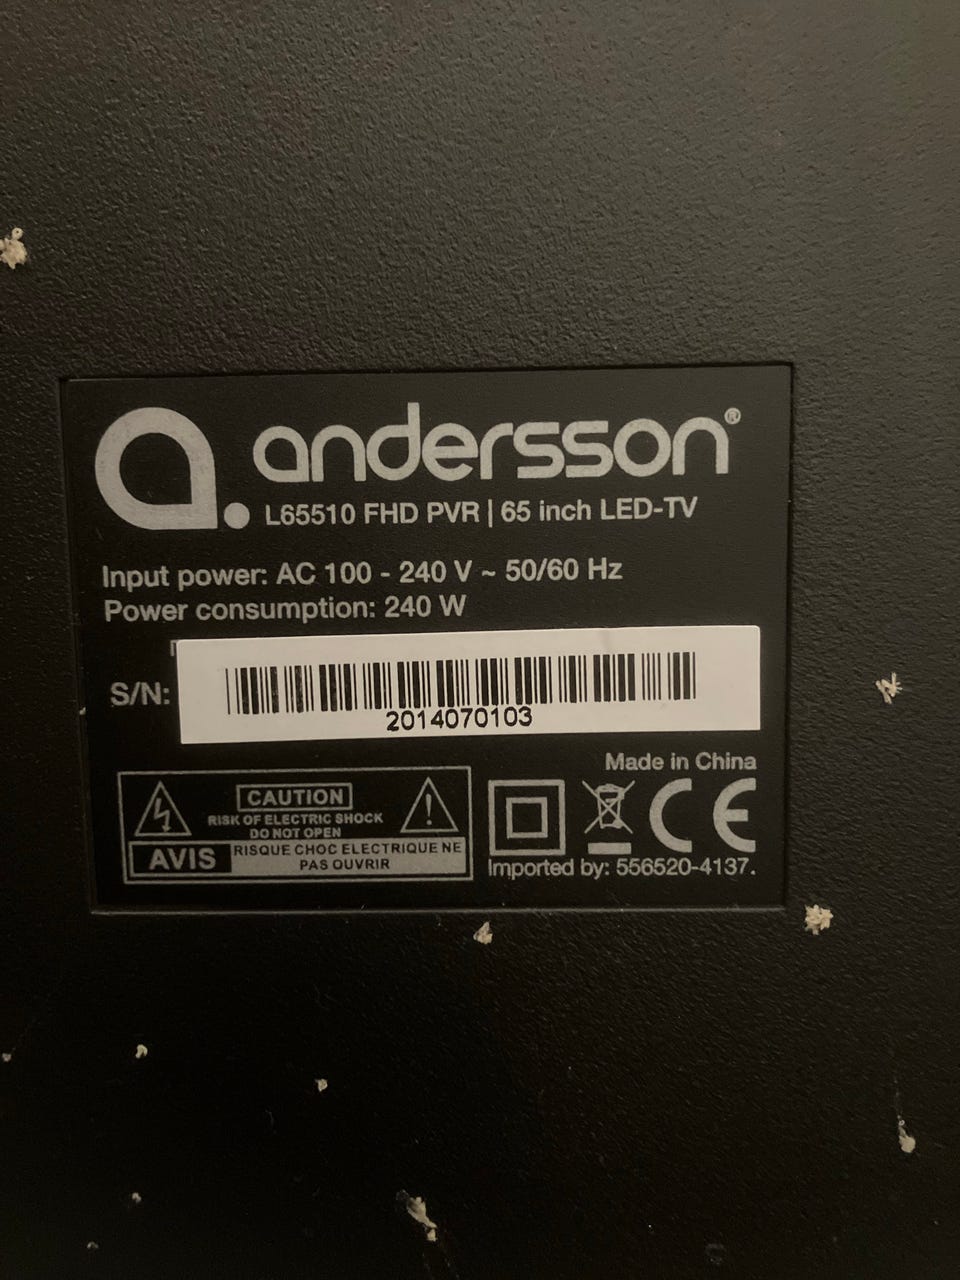 a. andersson®
L65510 FHD PVR | 65 inch LED-TV
Input power: AC 100 - 240 V ~ 50/60 Hz
Power consumption: 240 W
S/N:
2014070103
Made in China
CAUTION
RISK OF ELECTRIC SHOCK
DO NOT OPEN
AVIS
RISQUE CHOC ELECTRIQUE NE
PAS OUVRIR
CE
Imported by: 556520-4137.